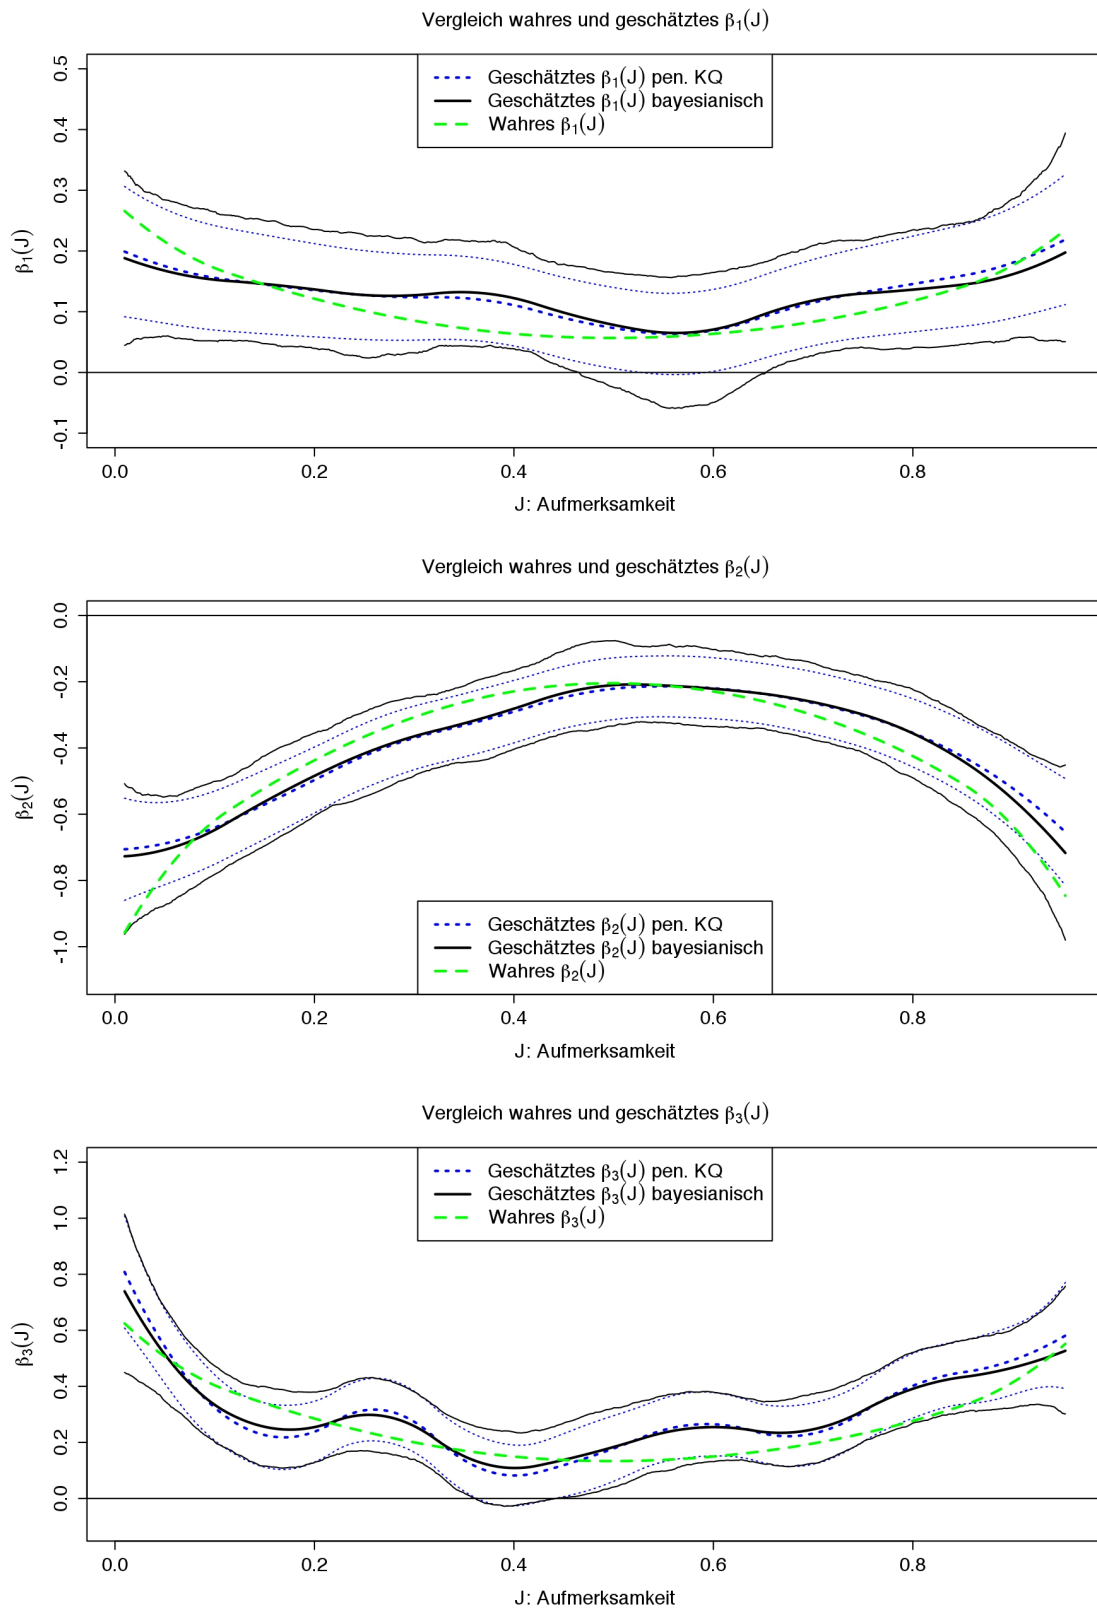 Vergleich wahres und geschätztes β₁(J)
Geschätztes β₁(J) pen. KQ
Geschätztes β₁(J) bayesianisch
Wahres β₁(J)
β₁(J)
0.5
0.4
0.3
0.2
0.1
0.0
-0.1
0.0 0.2 0.4 0.6 0.8
J: Aufmerksamkeit
Vergleich wahres und geschätztes β₂(J)
β₂(J)
0.0
-0.2
-0.4
-0.6
-0.8
-1.0
Geschätztes β₂(J) pen. KQ
Geschätztes β₂(J) bayesianisch
Wahres β₂(J)
0.0 0.2 0.4 0.6 0.8
J: Aufmerksamkeit
Vergleich wahres und geschätztes β₃(J)
Geschätztes β₃(J) pen. KQ
Geschätztes β₃(J) bayesianisch
Wahres β₃(J)
β₃(J)
1.2
1.0
0.8
0.6
0.4
0.2
0.0
0.0 0.2 0.4 0.6 0.8
J: Aufmerksamkeit